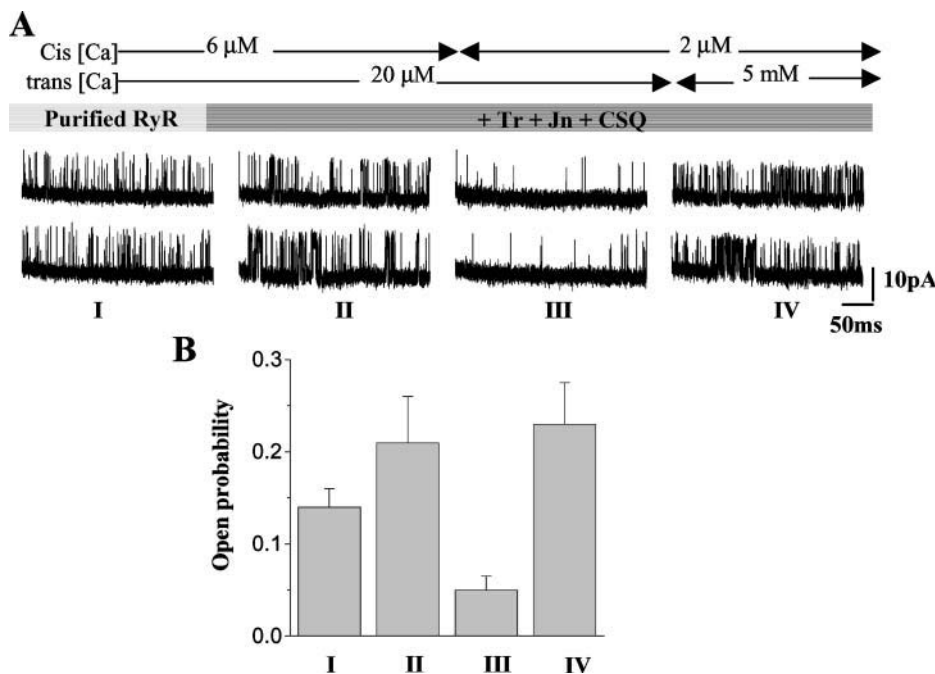 A
Cis [Ca] 6 μM 2 μM
trans [Ca] 20 μM 5 mM
Purified RyR + Tr + Jn + CSQ
I II III IV
10pA
50ms
B
Open probability
0.3
0.2
0.1
0.0
I II III IV